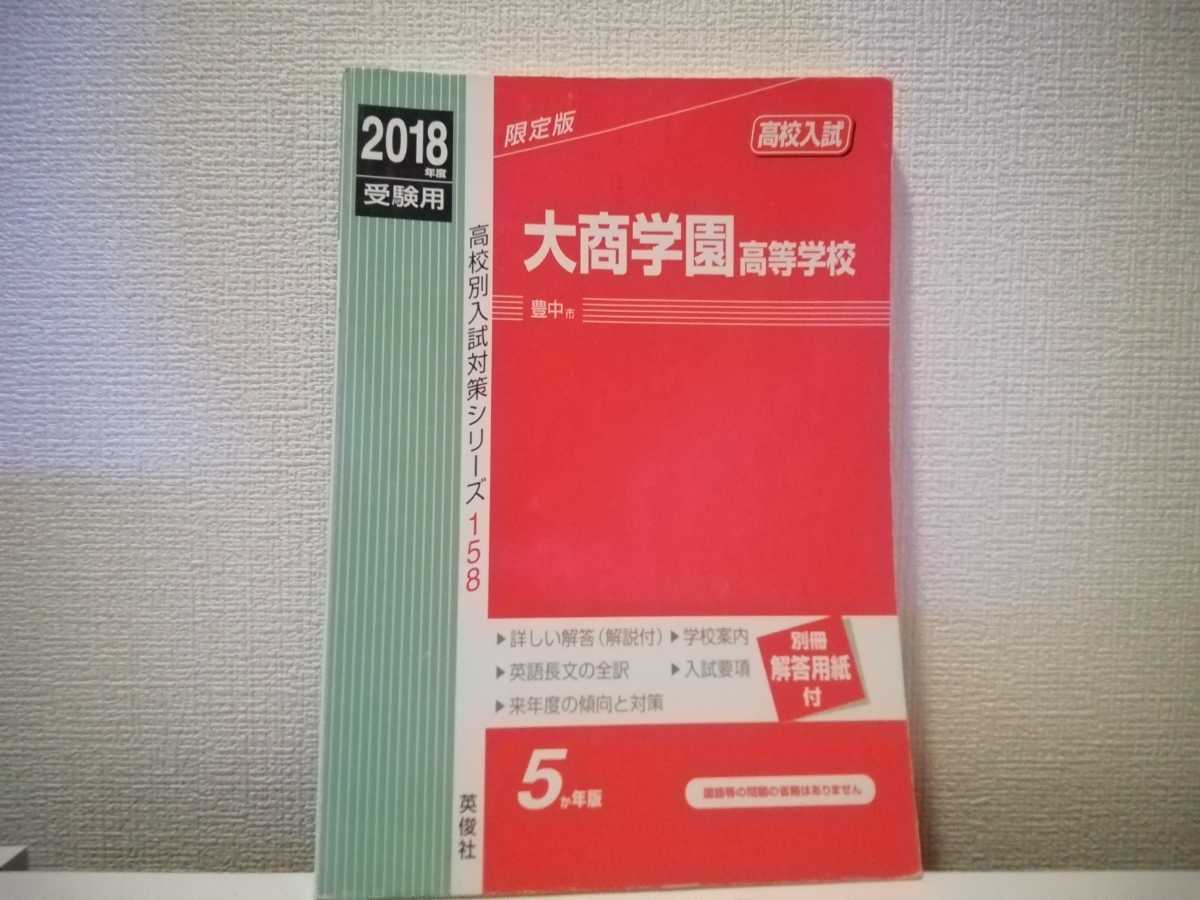 2018年度
受験用
高校別入試対策シリーズ158
英俊社
限定版
高校入試
大商学園高等学校
豊中市
▶詳しい解答(解説付)
▶学校案内
▶英語長文の全訳
▶入試要項
▶来年度の傾向と対策
別冊
解答用紙
付
5か年版
国語等の問題の省略はありません